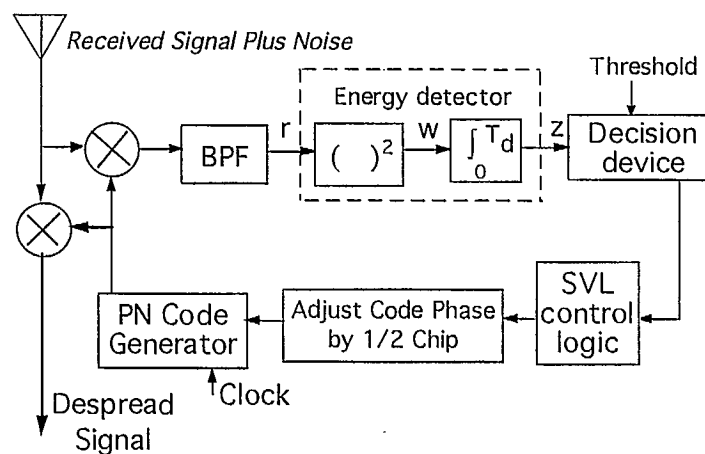 Received Signal Plus Noise
Energy detector
Threshold
r
w
z
BPF
( )²
∫ 0 Td
Decision
device
SVL
control
logic
Adjust Code Phase
by 1/2 Chip
PN Code
Generator
Clock
Despread
Signal